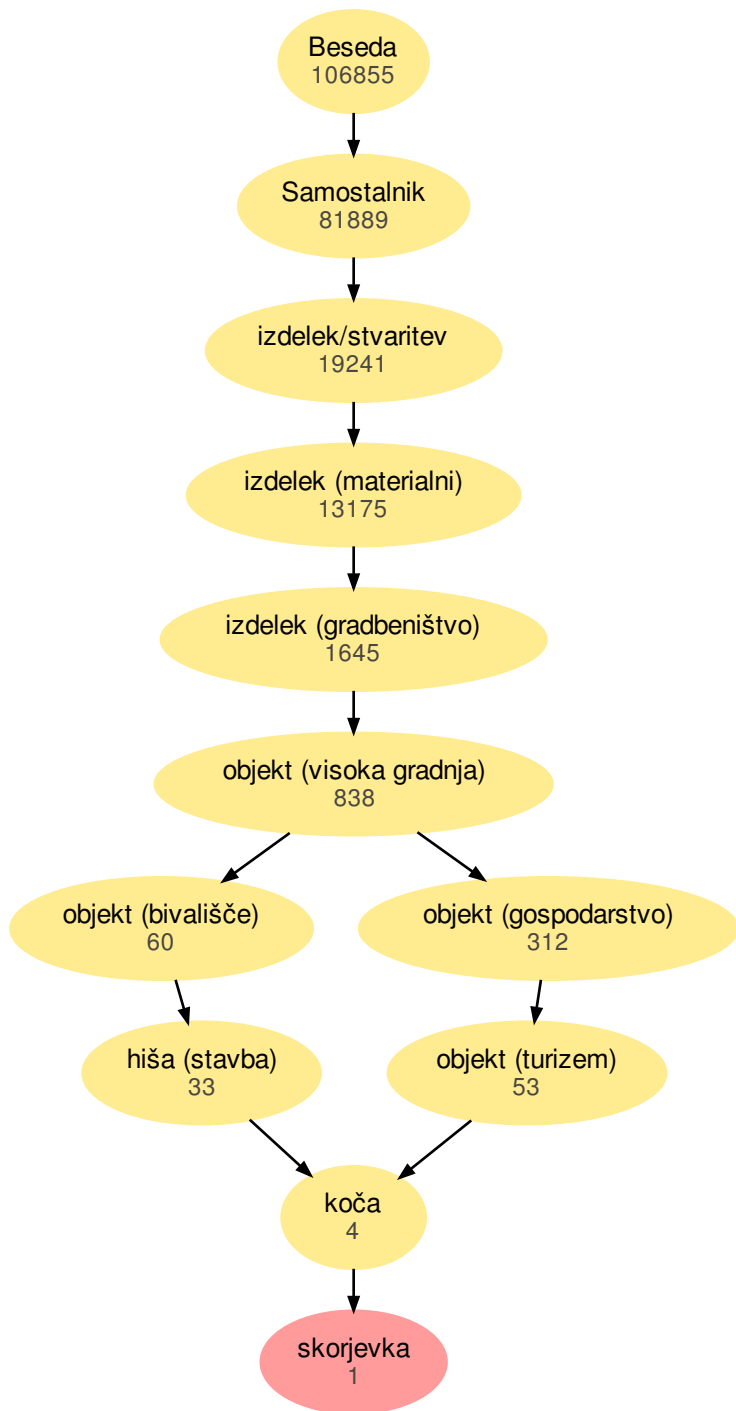 Beseda
106855
Samostalnik
81889
izdelek/stvaritev
19241
izdelek (materialni)
13175
izdelek (gradbeništvo)
1645
objekt (visoka gradnja)
838
objekt (bivališče)
60
objekt (gospodarstvo)
312
hiša (stavba)
33
objekt (turizem)
53
koča
4
skorjevka
1